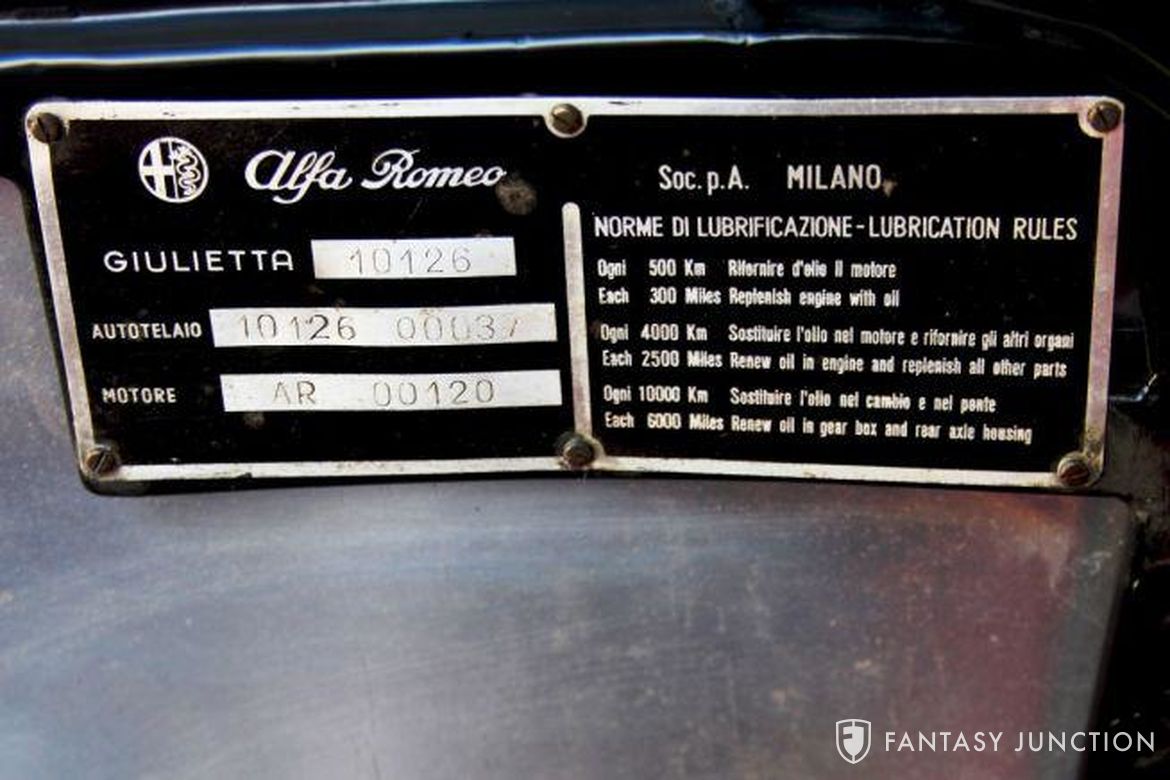 Alfa Romeo
GIULIETTA 10126
AUTOTELAIO 10126 00037
MOTORE AR 00120
Soc. p. A. MILANO
NORME DI LUBRIFICAZIONE - LUBRICATION RULES
Ogni 500 Km Rifornire d'olio il motore
Each 300 Miles Replenish engine with oil
Ogni 4000 Km Sostituire l'olio nel motore e rifornire gli altri organi
Each 2500 Miles Renew oil in engine and replenish all other parts
Ogni 10000 Km Sostituire l'olio nel cambio e nel ponte
Each 6000 Miles Renew oil in gear box and rear axle housing
FANTASY JUNCTION